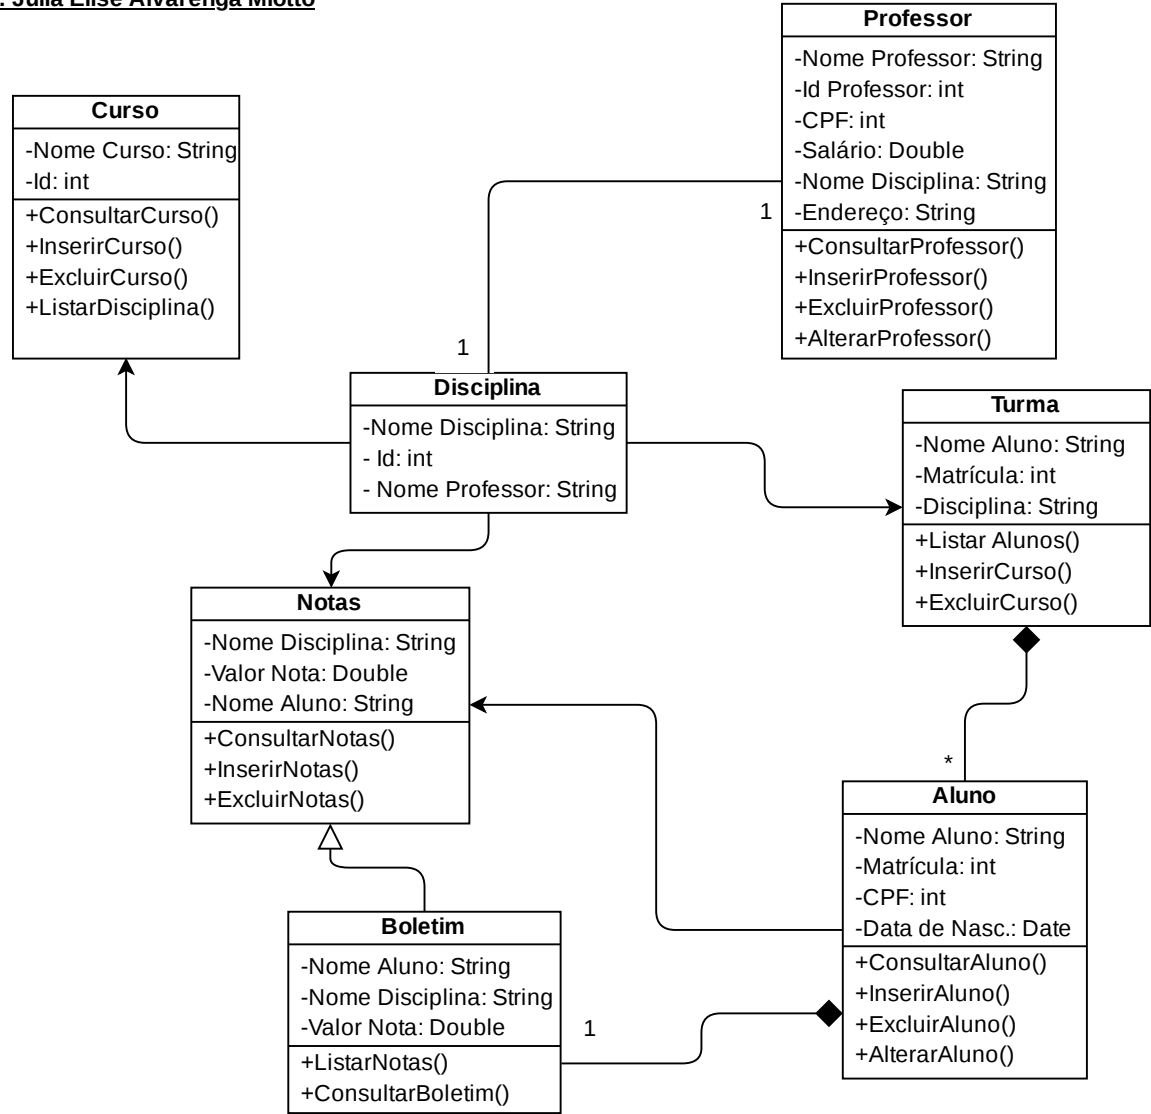 : Julia Elise Alvarenga Miotto
Professor
-Nome Professor: String
-Id Professor: int
-CPF: int
-Salário: Double
-Nome Disciplina: String
-Endereço: String
+ConsultarProfessor()
+InserirProfessor()
+ExcluirProfessor()
+AlterarProfessor()
Curso
-Nome Curso: String
-Id: int
+ConsultarCurso()
+InserirCurso()
+ExcluirCurso()
+ListarDisciplina()
1
1
Disciplina
-Nome Disciplina: String
- Id: int
- Nome Professor: String
Turma
-Nome Aluno: String
-Matrícula: int
-Disciplina: String
+Listar Alunos()
+InserirCurso()
+ExcluirCurso()
Notas
-Nome Disciplina: String
-Valor Nota: Double
-Nome Aluno: String
+ConsultarNotas()
+InserirNotas()
+ExcluirNotas()
*
Aluno
-Nome Aluno: String
-Matrícula: int
-CPF: int
-Data de Nasc.: Date
+ConsultarAluno()
+InserirAluno()
+ExcluirAluno()
+AlterarAluno()
Boletim
-Nome Aluno: String
-Nome Disciplina: String
-Valor Nota: Double
+ListarNotas()
+ConsultarBoletim()
1